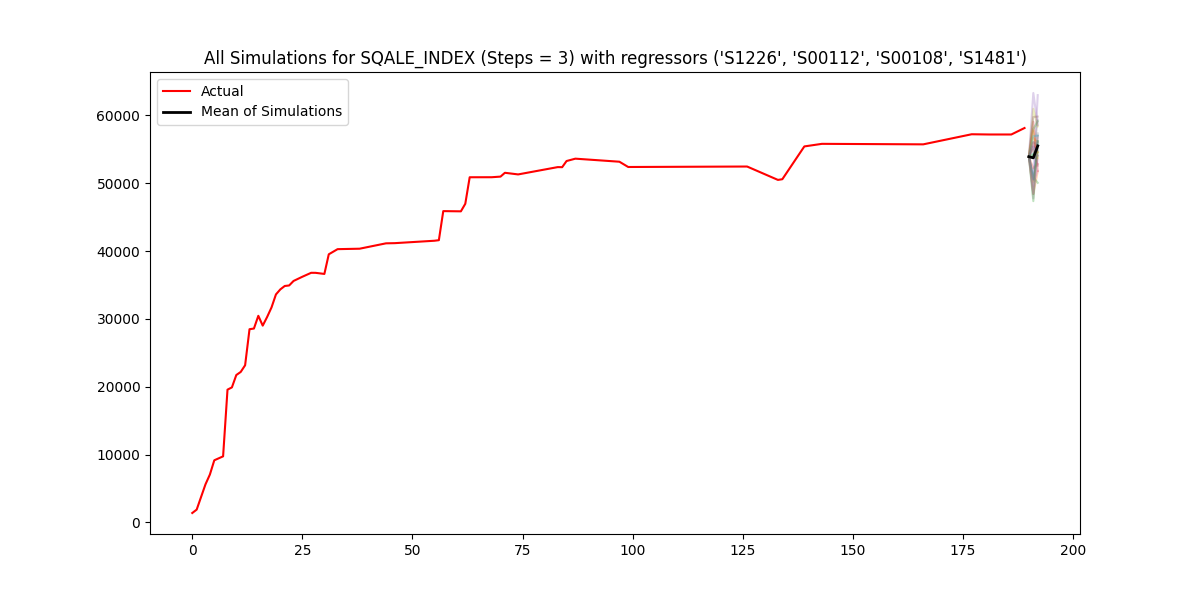 All Simulations for SQALE_INDEX (Steps = 3) with regressors ('S1226', 'S00112', 'S00108', 'S1481')
Actual
Mean of Simulations
60000
50000
40000
30000
20000
10000
0
0 25 50 75 100 125 150 175 200